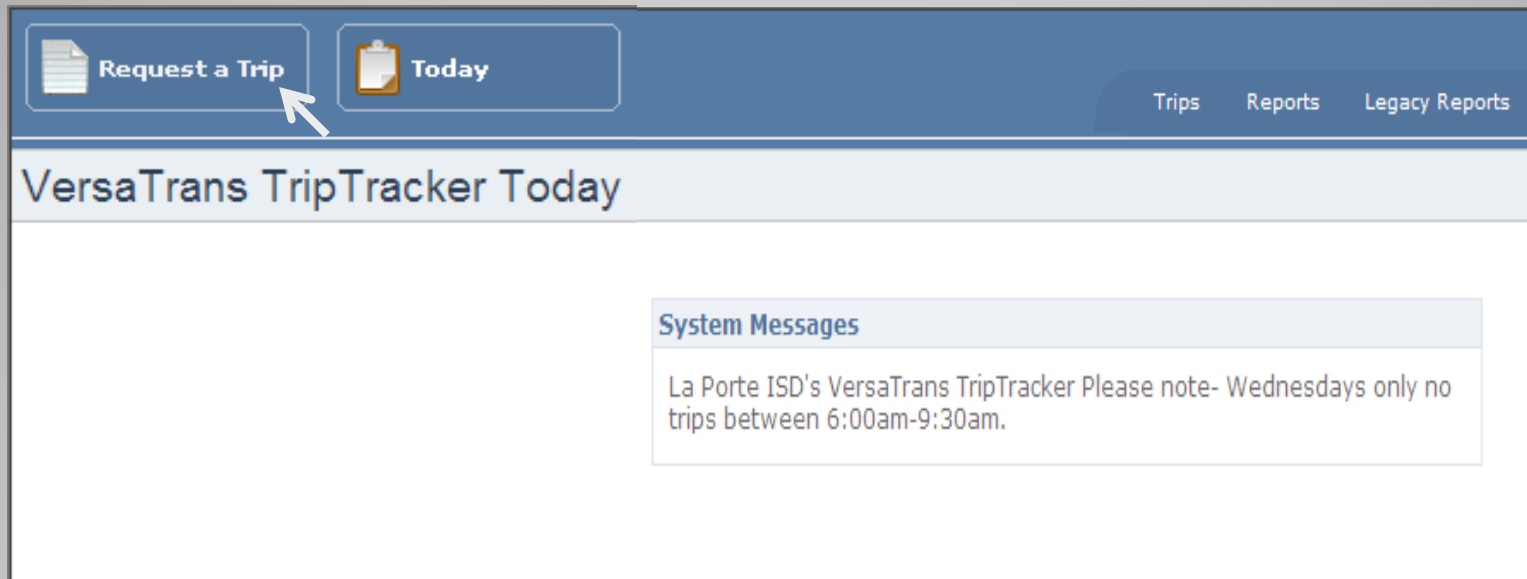 Request a Trip
Today
Trips
Reports
Legacy Reports
VersaTrans TripTracker Today
System Messages
La Porte ISD's VersaTrans TripTracker Please note- Wednesdays only no
trips between 6:00am-9:30am.